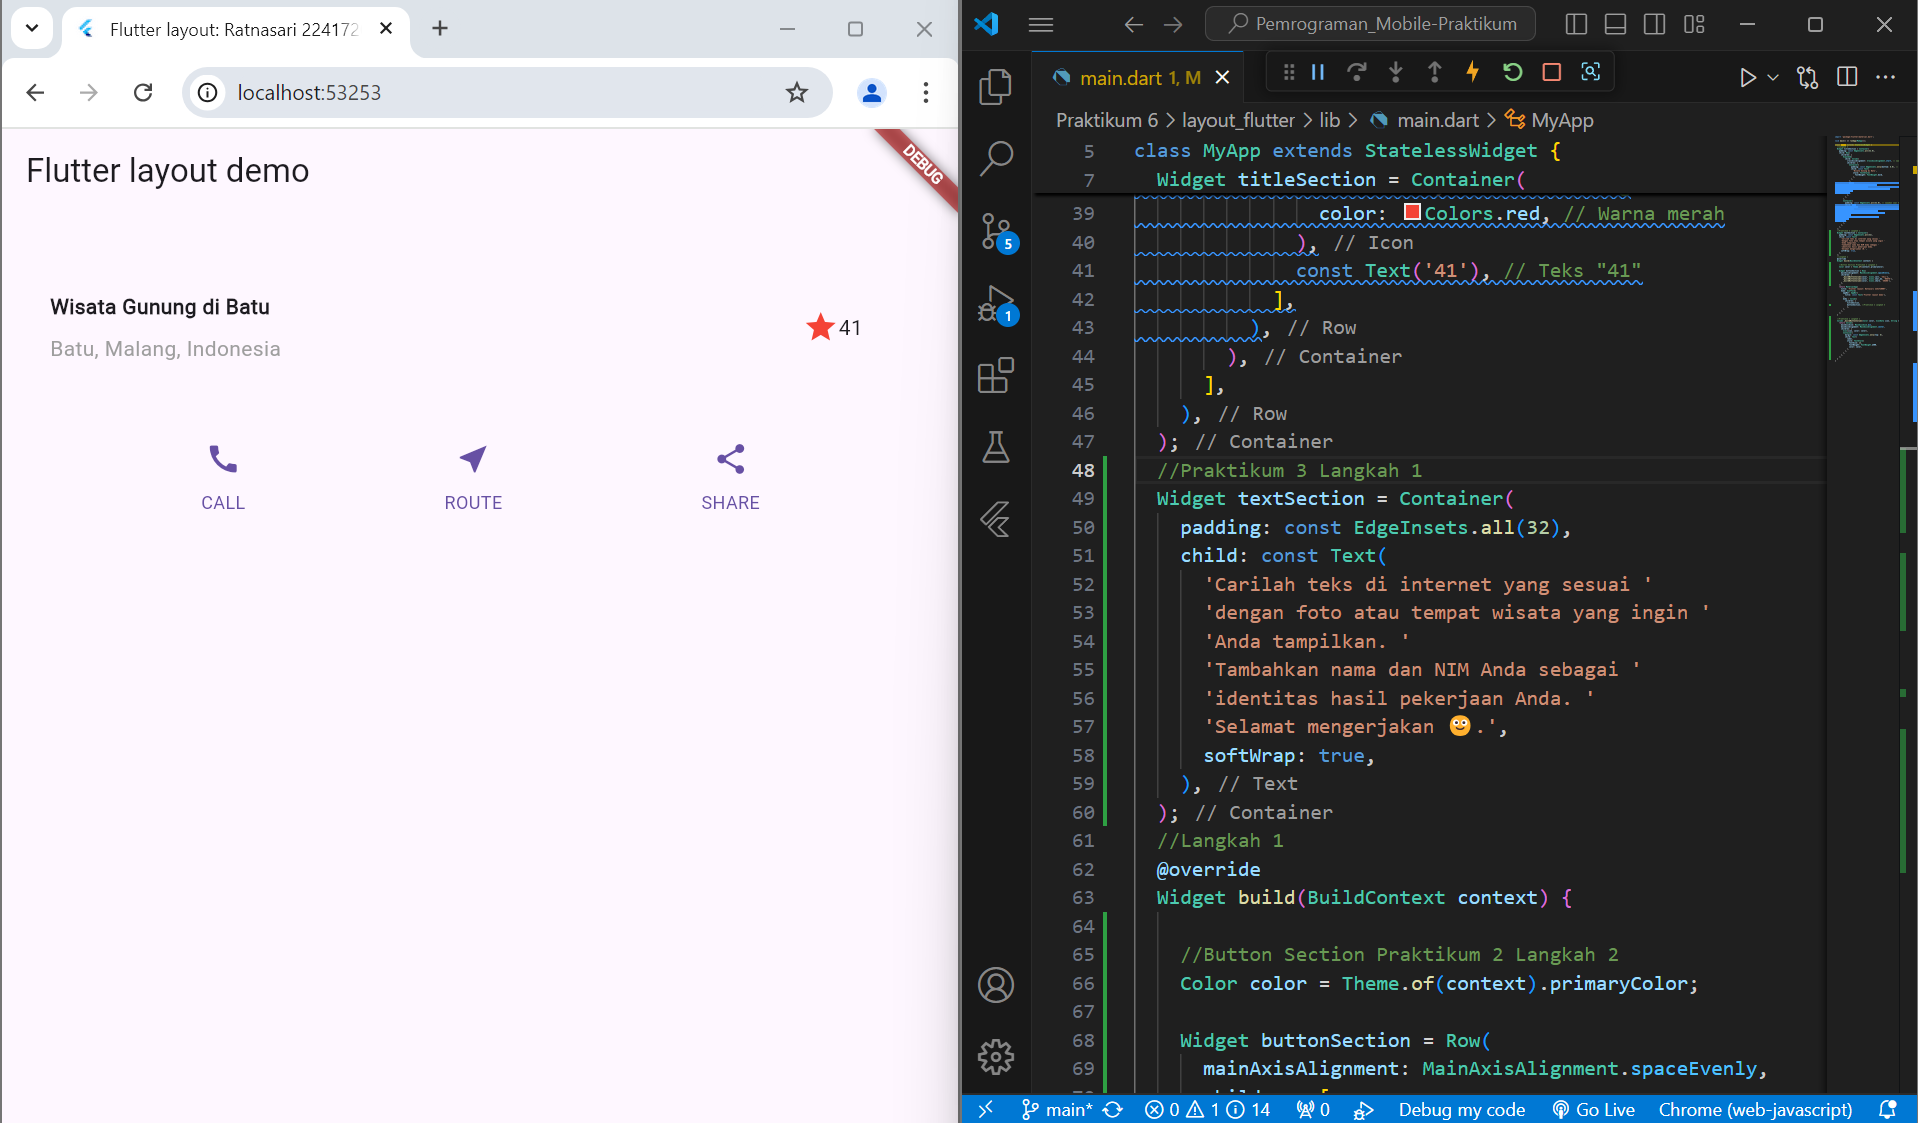 Flutter layout: Ratnasari 224172
localhost:53253
DEBUG
Flutter layout demo
Wisata Gunung di Batu
Batu, Malang, Indonesia
41
CALL
ROUTE
SHARE
Pemrograman_Mobile-Praktikum
main.dart 1, M
Praktikum 6 > layout_flutter > lib > main.dart > MyApp
5 class MyApp extends StatelessWidget {
7 Widget titleSection = Container(
39 color: Colors.red, // Warna merah
40 ), // Icon
41 const Text('41'), // Teks "41"
42 ],
43 ), // Row
44 ), // Container
45 ],
46 ), // Row
47 ); // Container
48 //Praktikum 3 Langkah 1
49 Widget textSection = Container(
50 padding: const EdgeInsets.all(32),
51 child: const Text(
52 'Carilah teks di internet yang sesuai '
53 'dengan foto atau tempat wisata yang ingin '
54 'Anda tampilkan. '
55 'Tambahkan nama dan NIM Anda sebagai '
56 'identitas hasil pekerjaan Anda. '
57 'Selamat mengerjakan 🙂.',
58 softWrap: true,
59 ), // Text
60 ); // Container
61 //Langkah 1
62 @override
63 Widget build(BuildContext context) {
64
65 //Button Section Praktikum 2 Langkah 2
66 Color color = Theme.of(context).primaryColor;
67
68 Widget buttonSection = Row(
69 mainAxisAlignment: MainAxisAlignment.spaceEvenly,
5
1
main* 0 1 14 0 Debug my code Go Live Chrome (web-javascript)